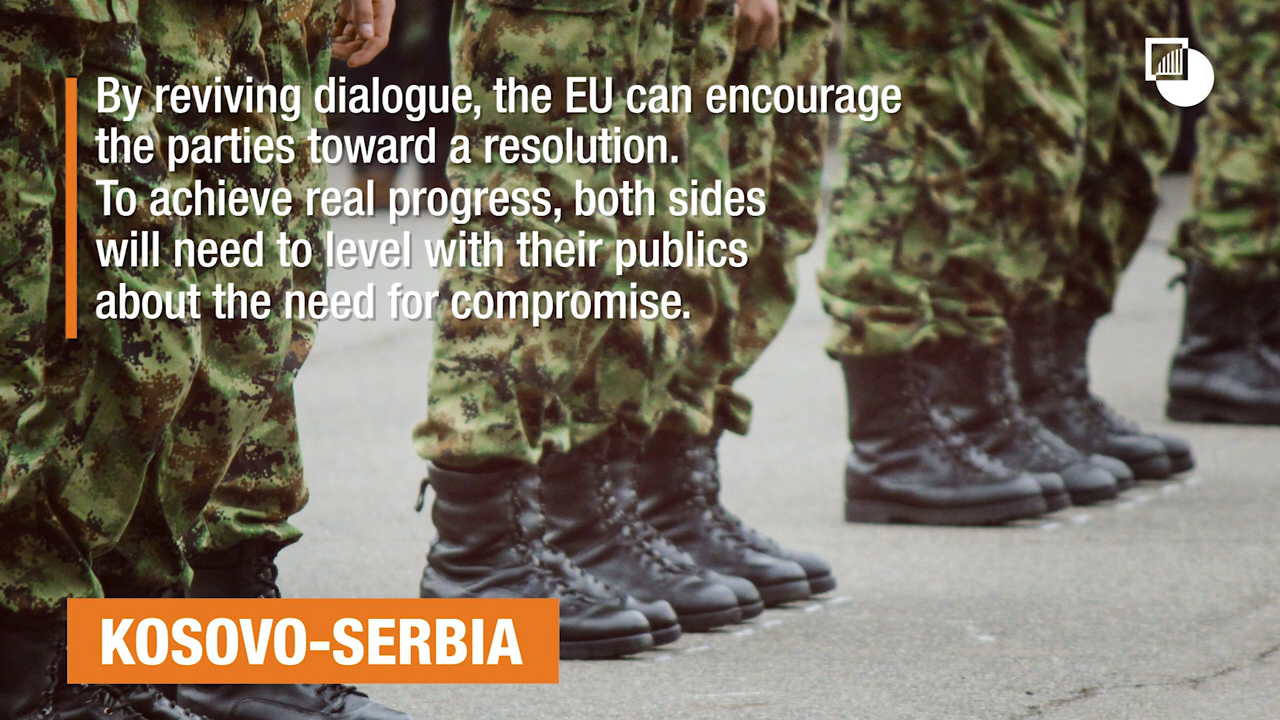 By reviving dialogue, the EU can encourage
the parties toward a resolution.
To achieve real progress, both sides
will need to level with their publics
about the need for compromise.
KOSOVO-SERBIA